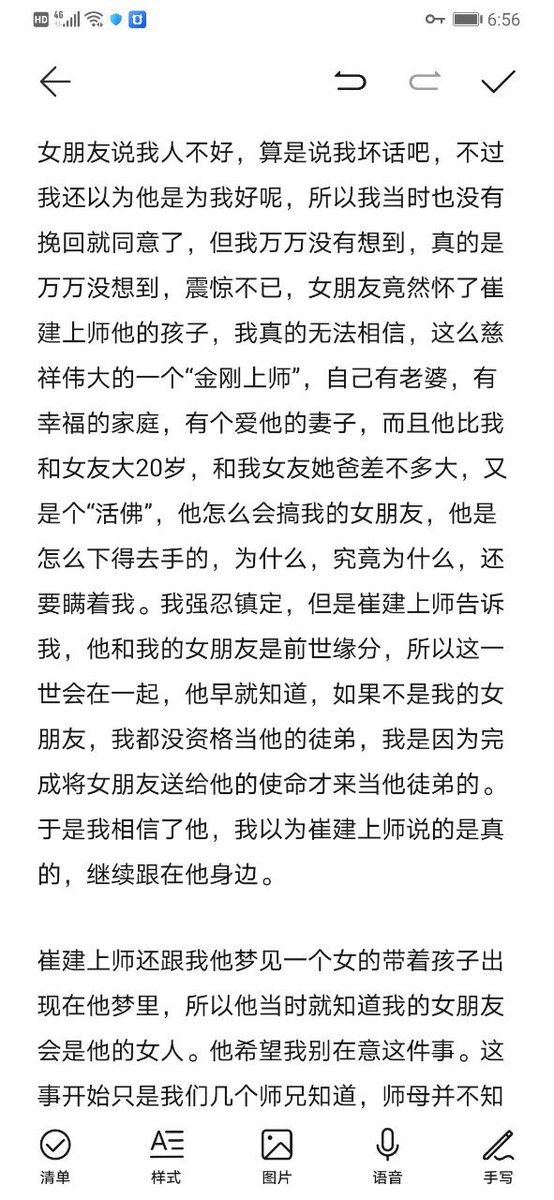 HD 4G 6:56
女朋友说我人不好，算是说我坏话吧，不过
我还以为他是为我好呢，所以我当时也没有
挽回就同意了，但我万万没有想到，真的是
万万没想到，震惊不已，女朋友竟然怀了崔
建上师他的孩子，我真的无法相信，这么慈
祥伟大的一个“金刚上师”，自己有老婆，有
幸福的家庭，有个爱他的妻子，而且他比我
和女友大20岁，和我女友她爸差不多大，又
是个“活佛”，他怎么会搞我的女朋友，他是
怎么下得去手的，为什么，究竟为什么，还
要瞒着我。我强忍镇定，但是崔建上师告诉
我，他和我的女朋友是前世缘分，所以这一
世会在一起，他早就知道，如果不是我的女
朋友，我都没资格当他的徒弟，我是因为完
成将女朋友送给他的使命才来当他徒弟的。
于是我相信了他，我以为崔建上师说的是真
的，继续跟在他身边。
崔建上师还跟我他梦见一个女的带着孩子出
现在他梦里，所以他当时就知道我的女朋友
会是他的女人。他希望我别在意这件事。这
事开始只是我们几个师兄知道，师母并不知
清单 样式 图片 语音 手写